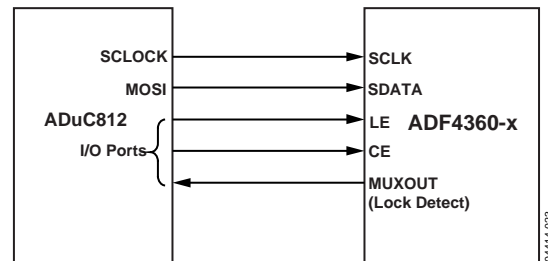 SCLOCK
SCLK
MOSI
SDATA
ADuC812
LE
ADF4360-x
I/O Ports
CE
MUXOUT
(Lock Detect)